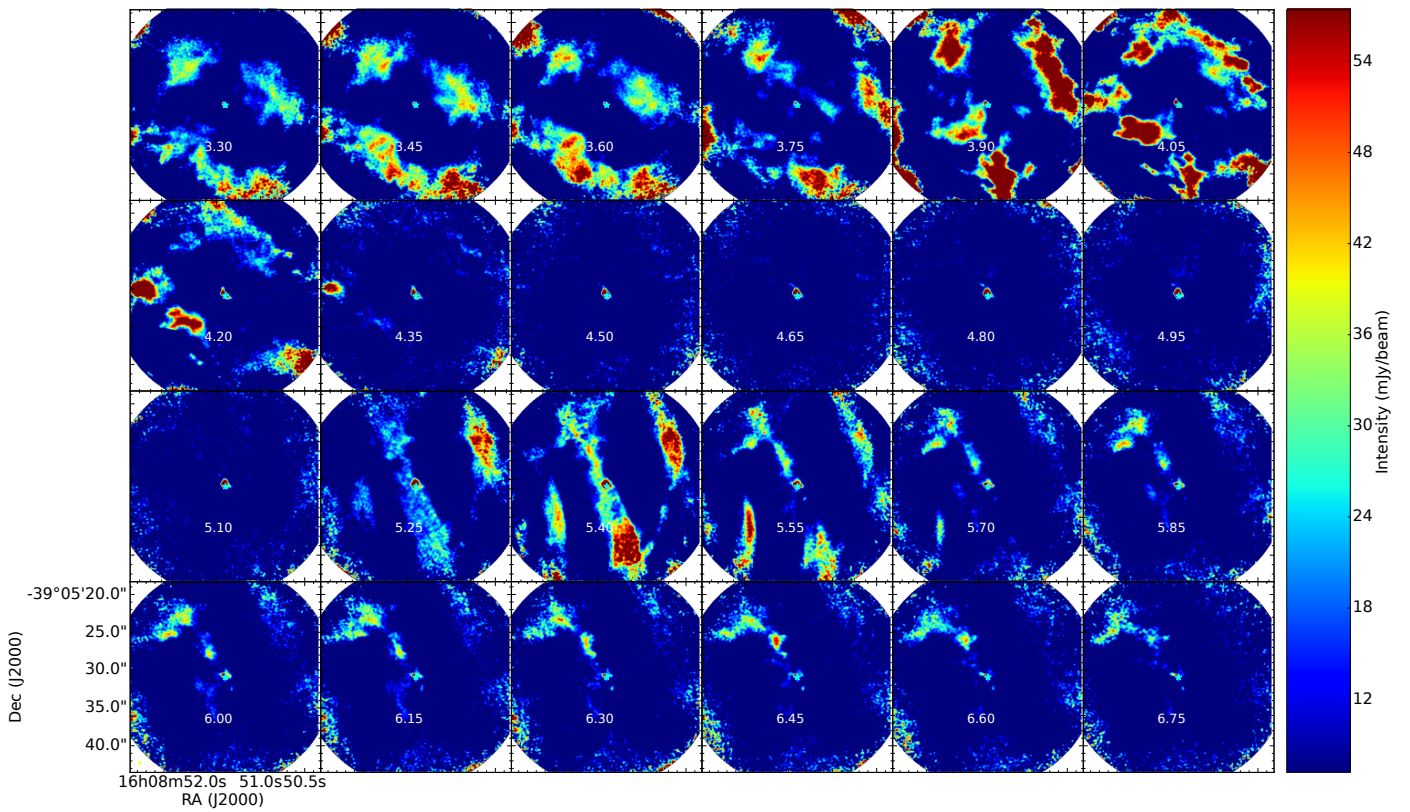 3.30 3.45 3.60 3.75 3.90 4.05
4.20 4.35 4.50 4.65 4.80 4.95
5.10 5.25 5.40 5.55 5.70 5.85
6.00 6.15 6.30 6.45 6.60 6.75
-39°05'20.0"
25.0"
30.0"
35.0"
40.0"
Dec (J2000)
16h08m52.0s 51.0s50.5s
RA (J2000)
54
48
42
36
30
24
18
12
Intensity (mJy/beam)